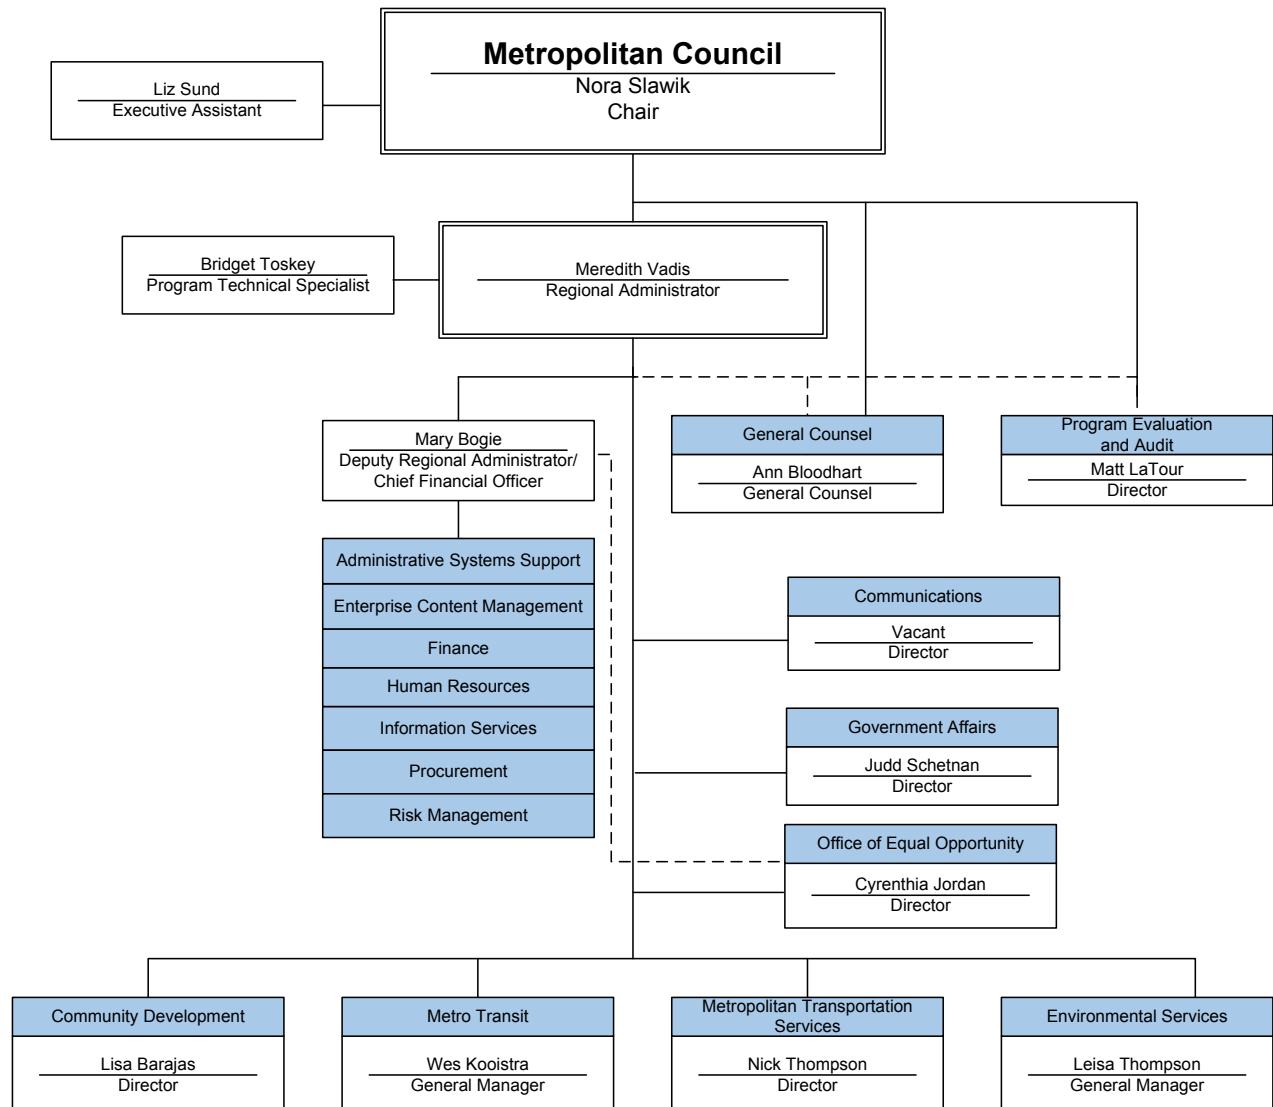 Metropolitan Council
Nora Slawik
Chair
Liz Sund
Executive Assistant
Bridget Toskey
Program Technical Specialist
Meredith Vadis
Regional Administrator
Mary Bogie
Deputy Regional Administrator/
Chief Financial Officer
General Counsel
Ann Bloodhart
General Counsel
Program Evaluation
and Audit
Matt LaTour
Director
Administrative Systems Support
Enterprise Content Management
Finance
Human Resources
Information Services
Procurement
Risk Management
Communications
Vacant
Director
Government Affairs
Judd Schetnan
Director
Office of Equal Opportunity
Cyrenthia Jordan
Director
Community Development
Lisa Barajas
Director
Metro Transit
Wes Kooistra
General Manager
Metropolitan Transportation
Services
Nick Thompson
Director
Environmental Services
Leisa Thompson
General Manager